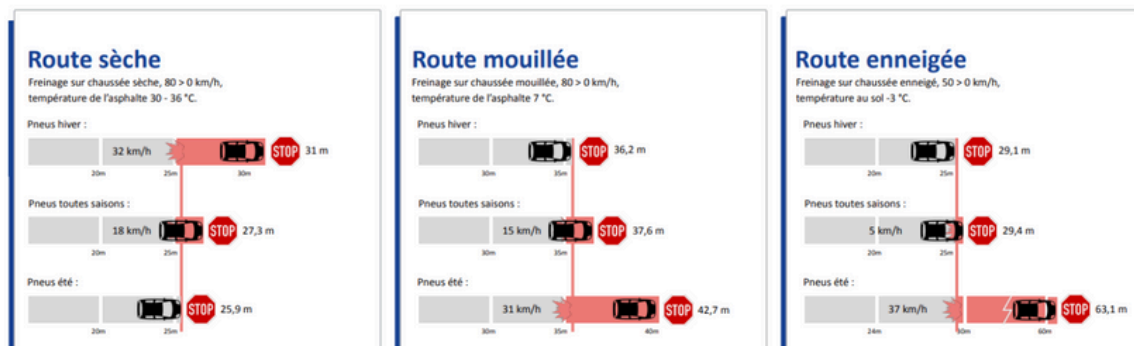 Route sèche
Freinage sur chaussée sèche, 80 > 0 km/h,
température de l'asphalte 30 - 36 °C.
Pneus hiver :
32 km/h
STOP
31 m
20m
25m
30m
Pneus toutes saisons :
18 km/h
STOP
27,3 m
20m
25m
Pneus été :
STOP
25,9 m
20m
25m
Route mouillée
Freinage sur chaussée mouillée, 80 > 0 km/h,
température de l'asphalte 7 °C.
Pneus hiver :
STOP
36,2 m
30m
35m
Pneus toutes saisons :
15 km/h
STOP
37,6 m
30m
35m
Pneus été :
31 km/h
STOP
42,7 m
30m
35m
40m
Route enneigée
Freinage sur chaussée enneigé, 50 > 0 km/h,
température au sol -3 °C.
Pneus hiver :
STOP
29,1 m
20m
25m
Pneus toutes saisons :
5 km/h
STOP
29,4 m
20m
25m
Pneus été :
37 km/h
STOP
63,1 m
24m
30m
60m